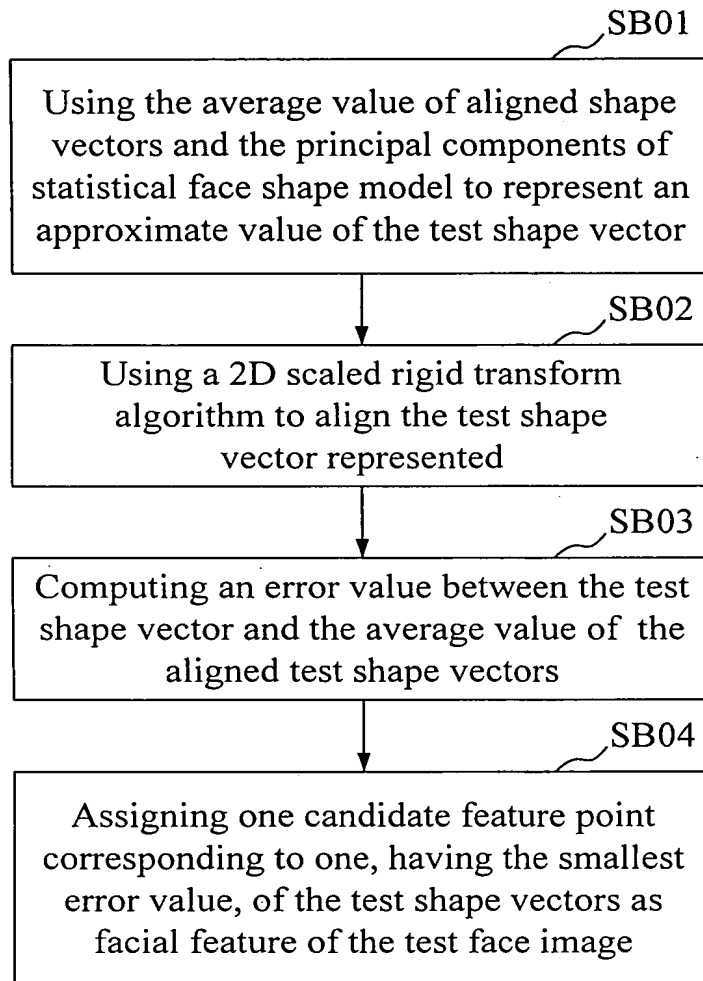 SB01
Using the average value of aligned shape
vectors and the principal components of
statistical face shape model to represent an
approximate value of the test shape vector
SB02
Using a 2D scaled rigid transform
algorithm to align the test shape
vector represented
SB03
Computing an error value between the test
shape vector and the average value of the
aligned test shape vectors
SB04
Assigning one candidate feature point
corresponding to one, having the smallest
error value, of the test shape vectors as
facial feature of the test face image